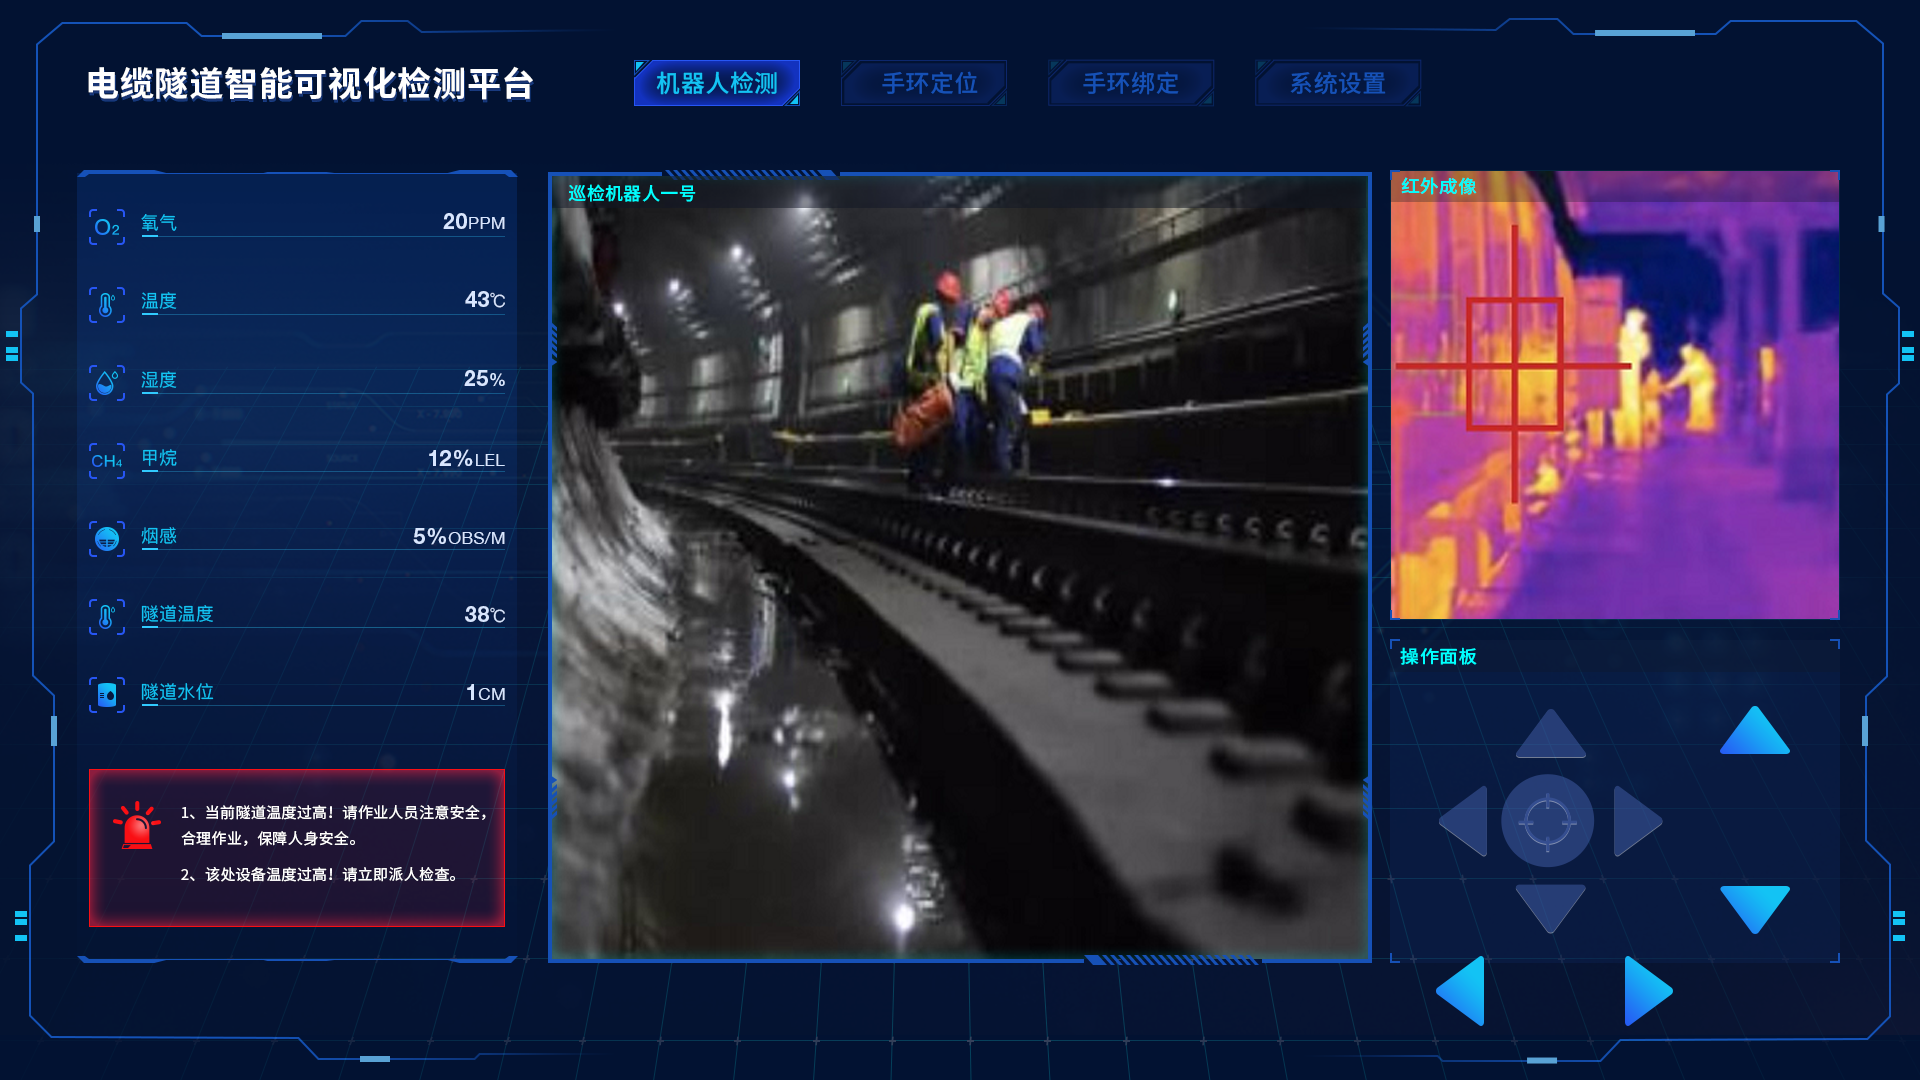 电缆隧道智能可视化检测平台
机器人检测
手环定位
手环绑定
系统设置
O₂ 氧气 20PPM
温度 43℃
湿度 25%
CH₄ 甲烷 12%LEL
烟感 5%OBS/M
隧道温度 38℃
隧道水位 1CM
1、当前隧道温度过高！请作业人员注意安全，
合理作业，保障人身安全。
2、该处设备温度过高！请立即派人检查。
巡检机器人一号
红外成像
操作面板